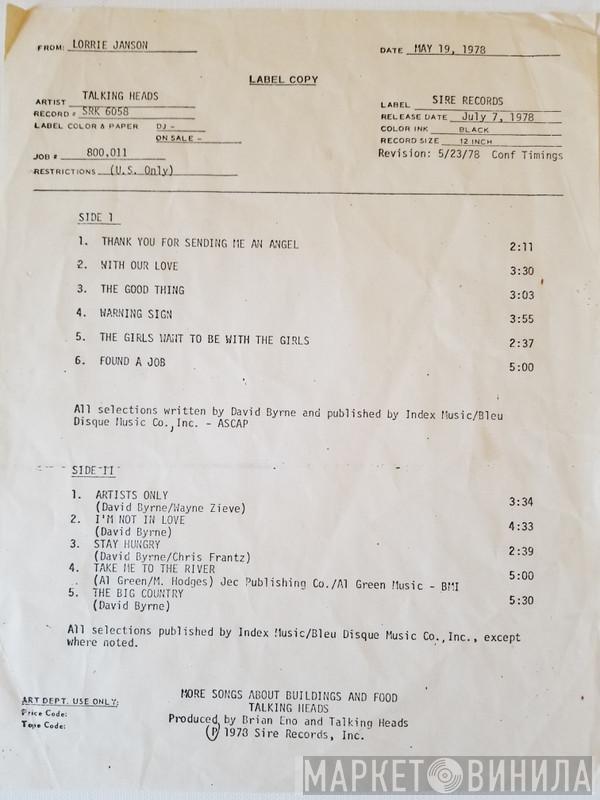 FROM: LORRIE JANSON
DATE MAY 19, 1978
LABEL COPY
ARTIST TALKING HEADS
LABEL SIRE RECORDS
RECORD # SRK 6058
RELEASE DATE July 7, 1978
LABEL COLOR & PAPER DJ -
COLOR INK BLACK
ON SALE -
RECORD SIZE 12 INCH
JOB # 800,011
Revision: 5/23/78 Conf Timings
RESTRICTIONS (U.S. Only)
SIDE 1
1. THANK YOU FOR SENDING ME AN ANGEL 2:11
2. WITH OUR LOVE 3:30
3. THE GOOD THING 3:03
4. WARNING SIGN 3:55
5. THE GIRLS WANT TO BE WITH THE GIRLS 2:37
6. FOUND A JOB 5:00
All selections written by David Byrne and published by Index Music/Bleu
Disque Music Co., Inc. - ASCAP
SIDE II
1. ARTISTS ONLY 3:34
(David Byrne/Wayne Zieve)
2. I'M NOT IN LOVE 4:33
(David Byrne)
3. STAY HUNGRY 2:39
(David Byrne/Chris Frantz)
4. TAKE ME TO THE RIVER 5:00
(Al Green/M. Hodges) Jec Publishing Co./Al Green Music - BMI
5. THE BIG COUNTRY 5:30
(David Byrne)
All selections published by Index Music/Bleu Disque Music Co., Inc., except
where noted.
MORE SONGS ABOUT BUILDINGS AND FOOD
ART DEPT. USE ONLY:
TALKING HEADS
Price Code:
Produced by Brian Eno and Talking Heads
Tape Code:
Ⓟ 1978 Sire Records, Inc.
МАРКЕТ ВИНИЛА